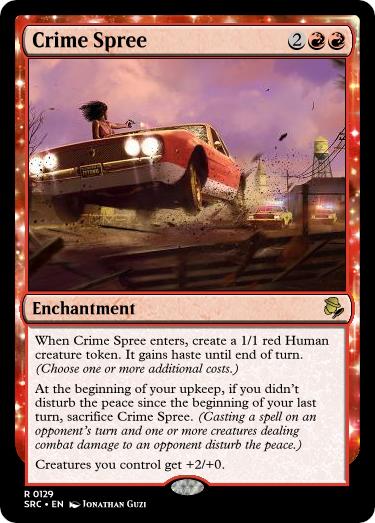 Crime Spree 2
Enchantment
When Crime Spree enters, create a 1/1 red Human
creature token. It gains haste until end of turn.
(Choose one or more additional costs.)
At the beginning of your upkeep, if you didn't
disturb the peace since the beginning of your last
turn, sacrifice Crime Spree. (Casting a spell on an
opponent's turn and one or more creatures dealing
combat damage to an opponent disturb the peace.)
Creatures you control get +2/+0.
R 0129
SRC • EN Jonathan Guzi